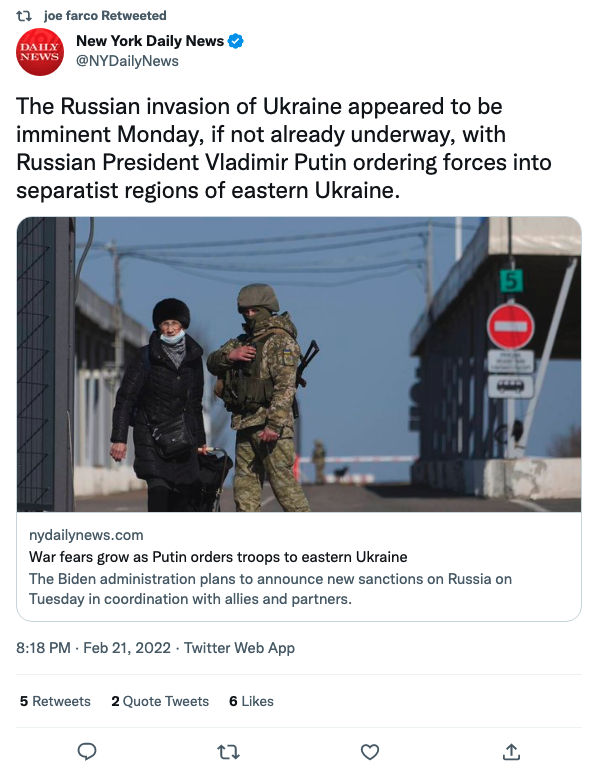 joe farco Retweeted
DAILY
NEWS
New York Daily News
@NYDailyNews
The Russian invasion of Ukraine appeared to be
imminent Monday, if not already underway, with
Russian President Vladimir Putin ordering forces into
separatist regions of eastern Ukraine.
5
nydailynews.com
War fears grow as Putin orders troops to eastern Ukraine
The Biden administration plans to announce new sanctions on Russia on
Tuesday in coordination with allies and partners.
8:18 PM · Feb 21, 2022 · Twitter Web App
5 Retweets 2 Quote Tweets 6 Likes